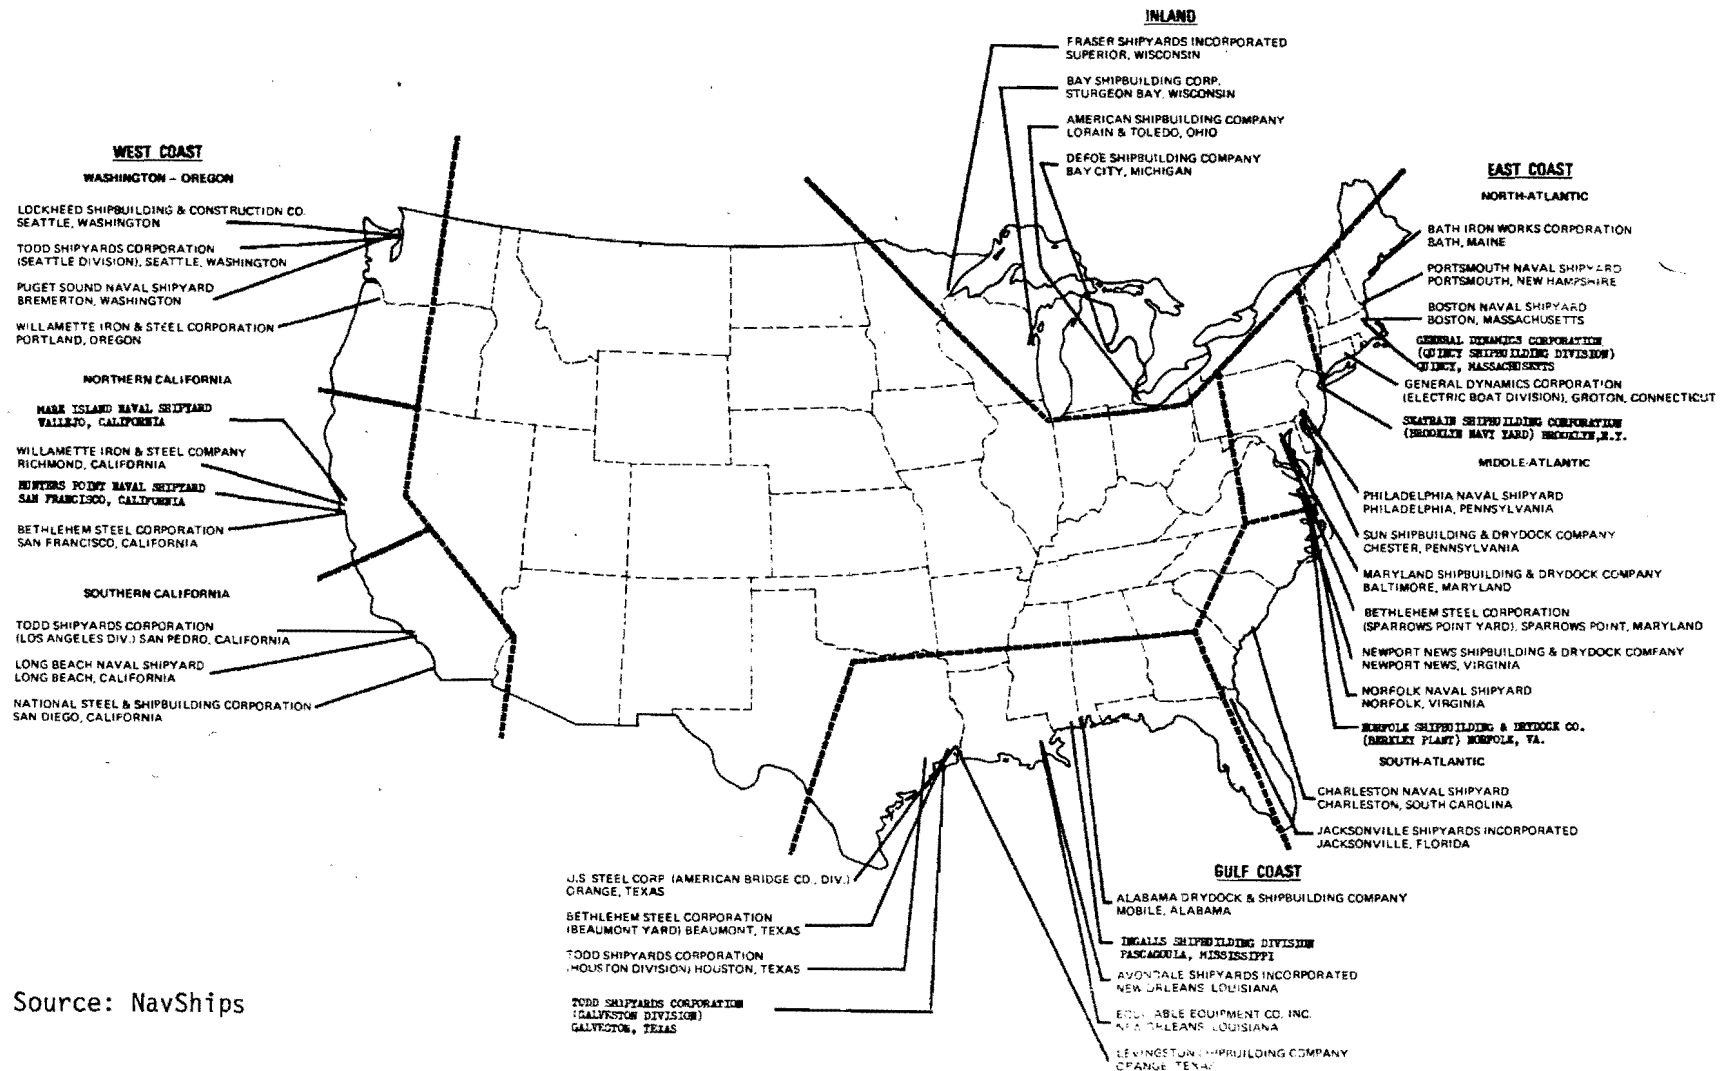 INLAND
FRASER SHIPYARDS INCORPORATED
SUPERIOR, WISCONSIN
BAY SHIPBUILDING CORP.
STURGEON BAY, WISCONSIN
AMERICAN SHIPBUILDING COMPANY
LORAIN & TOLEDO, OHIO
DEFOE SHIPBUILDING COMPANY
BAY CITY, MICHIGAN
WEST COAST
WASHINGTON – OREGON
LOCKHEED SHIPBUILDING & CONSTRUCTION CO.
SEATTLE, WASHINGTON
TODD SHIPYARDS CORPORATION
(SEATTLE DIVISION), SEATTLE, WASHINGTON
PUGET SOUND NAVAL SHIPYARD
BREMERTON, WASHINGTON
WILLAMETTE IRON & STEEL CORPORATION
PORTLAND, OREGON
NORTHERN CALIFORNIA
MARE ISLAND NAVAL SHIPYARD
VALLEJO, CALIFORNIA
WILLAMETTE IRON & STEEL COMPANY
RICHMOND, CALIFORNIA
HUNTERS POINT NAVAL SHIPYARD
SAN FRANCISCO, CALIFORNIA
BETHLEHEM STEEL CORPORATION
SAN FRANCISCO, CALIFORNIA
SOUTHERN CALIFORNIA
TODD SHIPYARDS CORPORATION
(LOS ANGELES DIV.) SAN PEDRO, CALIFORNIA
LONG BEACH NAVAL SHIPYARD
LONG BEACH, CALIFORNIA
NATIONAL STEEL & SHIPBUILDING CORPORATION
SAN DIEGO, CALIFORNIA
EAST COAST
NORTH-ATLANTIC
BATH IRON WORKS CORPORATION
BATH, MAINE
PORTSMOUTH NAVAL SHIPYARD
PORTSMOUTH, NEW HAMPSHIRE
BOSTON NAVAL SHIPYARD
BOSTON, MASSACHUSETTS
GENERAL DYNAMICS CORPORATION
(QUINCY SHIPBUILDING DIVISION)
QUINCY, MASSACHUSETTS
GENERAL DYNAMICS CORPORATION
(ELECTRIC BOAT DIVISION), GROTON, CONNECTICUT
SEATRAIN SHIPBUILDING CORPORATION
(BROOKLYN NAVY YARD) BROOKLYN, N.Y.
MIDDLE-ATLANTIC
PHILADELPHIA NAVAL SHIPYARD
PHILADELPHIA, PENNSYLVANIA
SUN SHIPBUILDING & DRYDOCK COMPANY
CHESTER, PENNSYLVANIA
MARYLAND SHIPBUILDING & DRYDOCK COMPANY
BALTIMORE, MARYLAND
BETHLEHEM STEEL CORPORATION
(SPARROWS POINT YARD), SPARROWS POINT, MARYLAND
NEWPORT NEWS SHIPBUILDING & DRYDOCK COMPANY
NEWPORT NEWS, VIRGINIA
NORFOLK NAVAL SHIPYARD
NORFOLK, VIRGINIA
NORFOLK SHIPBUILDING & DRYDOCK CO.
(BERKLEY PLANT) NORFOLK, VA.
SOUTH-ATLANTIC
CHARLESTON NAVAL SHIPYARD
CHARLESTON, SOUTH CAROLINA
JACKSONVILLE SHIPYARDS INCORPORATED
JACKSONVILLE, FLORIDA
GULF COAST
ALABAMA DRYDOCK & SHIPBUILDING COMPANY
MOBILE, ALABAMA
INGALLS SHIPBUILDING DIVISION
PASCAGOULA, MISSISSIPPI
AVONDALE SHIPYARDS INCORPORATED
NEW ORLEANS LOUISIANA
EQUITABLE EQUIPMENT CO. INC.
NEW ORLEANS, LOUISIANA
LEVINGSTON SHIPBUILDING COMPANY
ORANGE, TEXAS
U.S STEEL CORP (AMERICAN BRIDGE CO., DIV.)
ORANGE, TEXAS
BETHLEHEM STEEL CORPORATION
(BEAUMONT YARD) BEAUMONT, TEXAS
TODD SHIPYARDS CORPORATION
(HOUSTON DIVISION) HOUSTON, TEXAS
TODD SHIPYARDS CORPORATION
(GALVESTON DIVISION)
GALVESTON, TEXAS
Source: NavShips